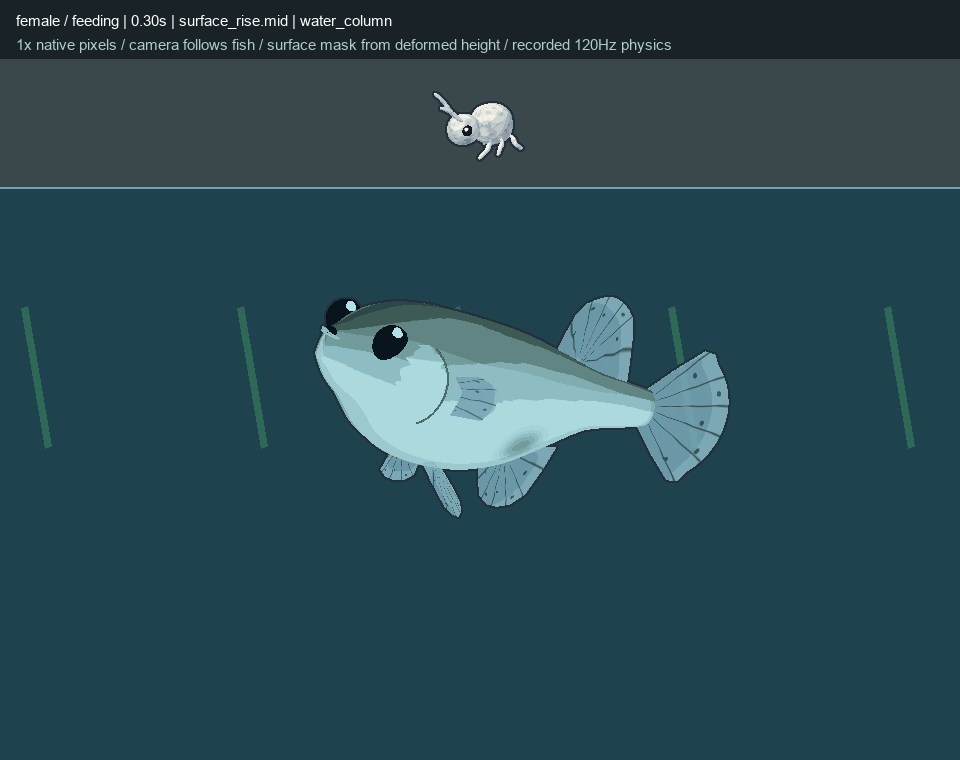 female / feeding | 0.30s | surface_rise.mid | water_column
1x native pixels / camera follows fish / surface mask from deformed height / recorded 120Hz physics